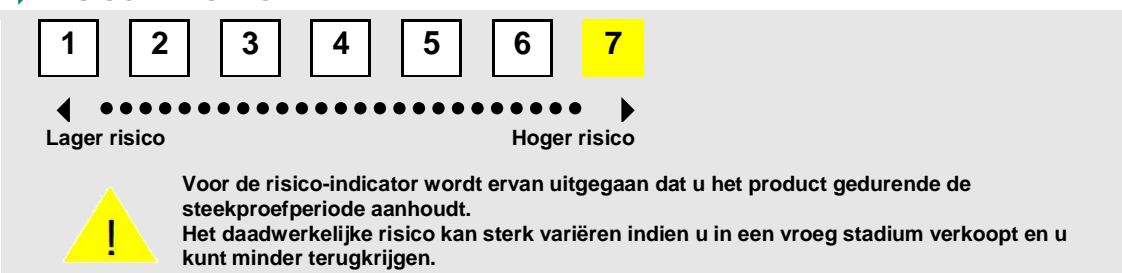 1 2 3 4 5 6 7
Lager risico Hoger risico
!
Voor de risico-indicator wordt ervan uitgegaan dat u het product gedurende de
steekproefperiode aanhoudt.
Het daadwerkelijke risico kan sterk variëren indien u in een vroeg stadium verkoopt en u
kunt minder terugkrijgen.